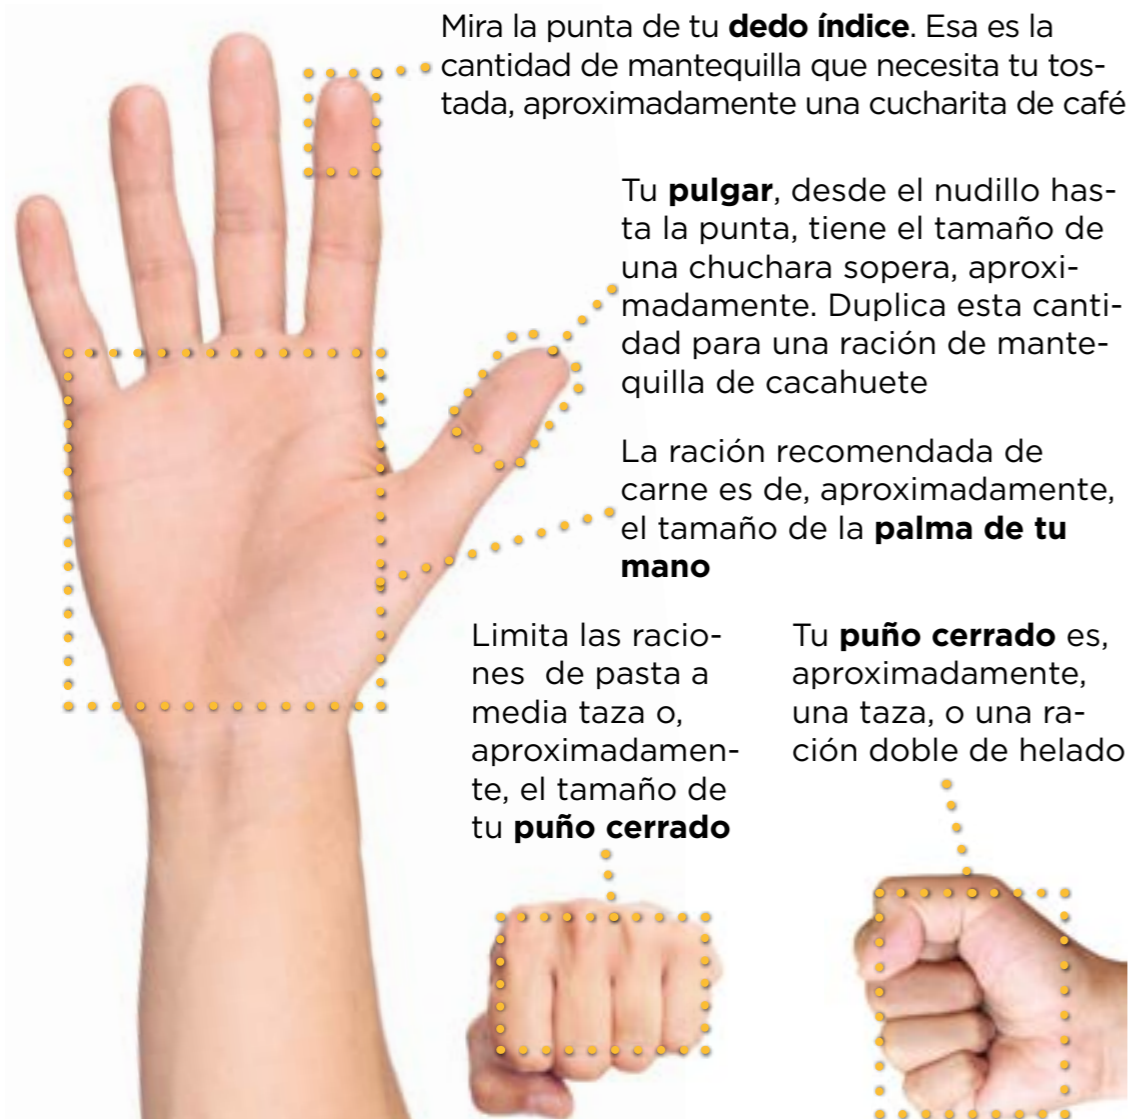 Mira la punta de tu dedo índice. Esa es la
cantidad de mantequilla que necesita tu tos-
tada, aproximadamente una cucharita de café
Tu pulgar, desde el nudillo has-
ta la punta, tiene el tamaño de
una chuchara sopera, aproxi-
madamente. Duplica esta canti-
dad para una ración de mante-
quilla de cacahuete
La ración recomendada de
carne es de, aproximadamente,
el tamaño de la palma de tu
mano
Limita las racio-
nes de pasta a
media taza o,
aproximadamen-
te, el tamaño de
tu puño cerrado
Tu puño cerrado es,
aproximadamente,
una taza, o una ra-
ción doble de helado